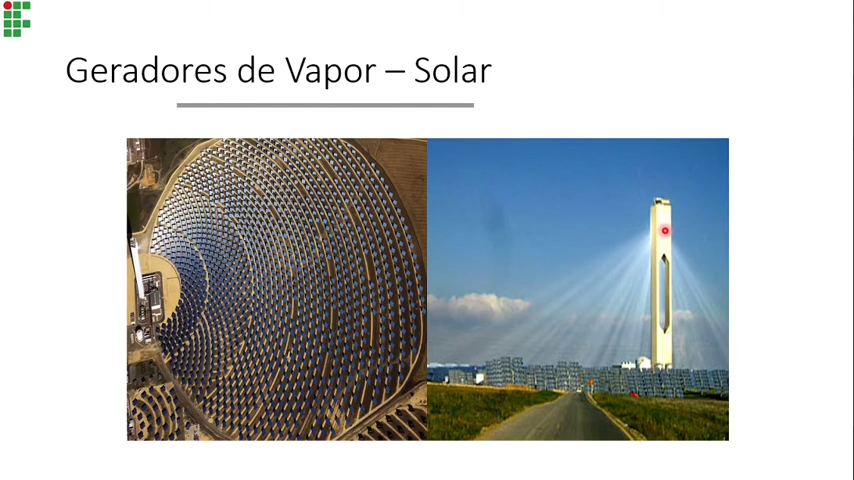 Geradores de Vapor – Solar